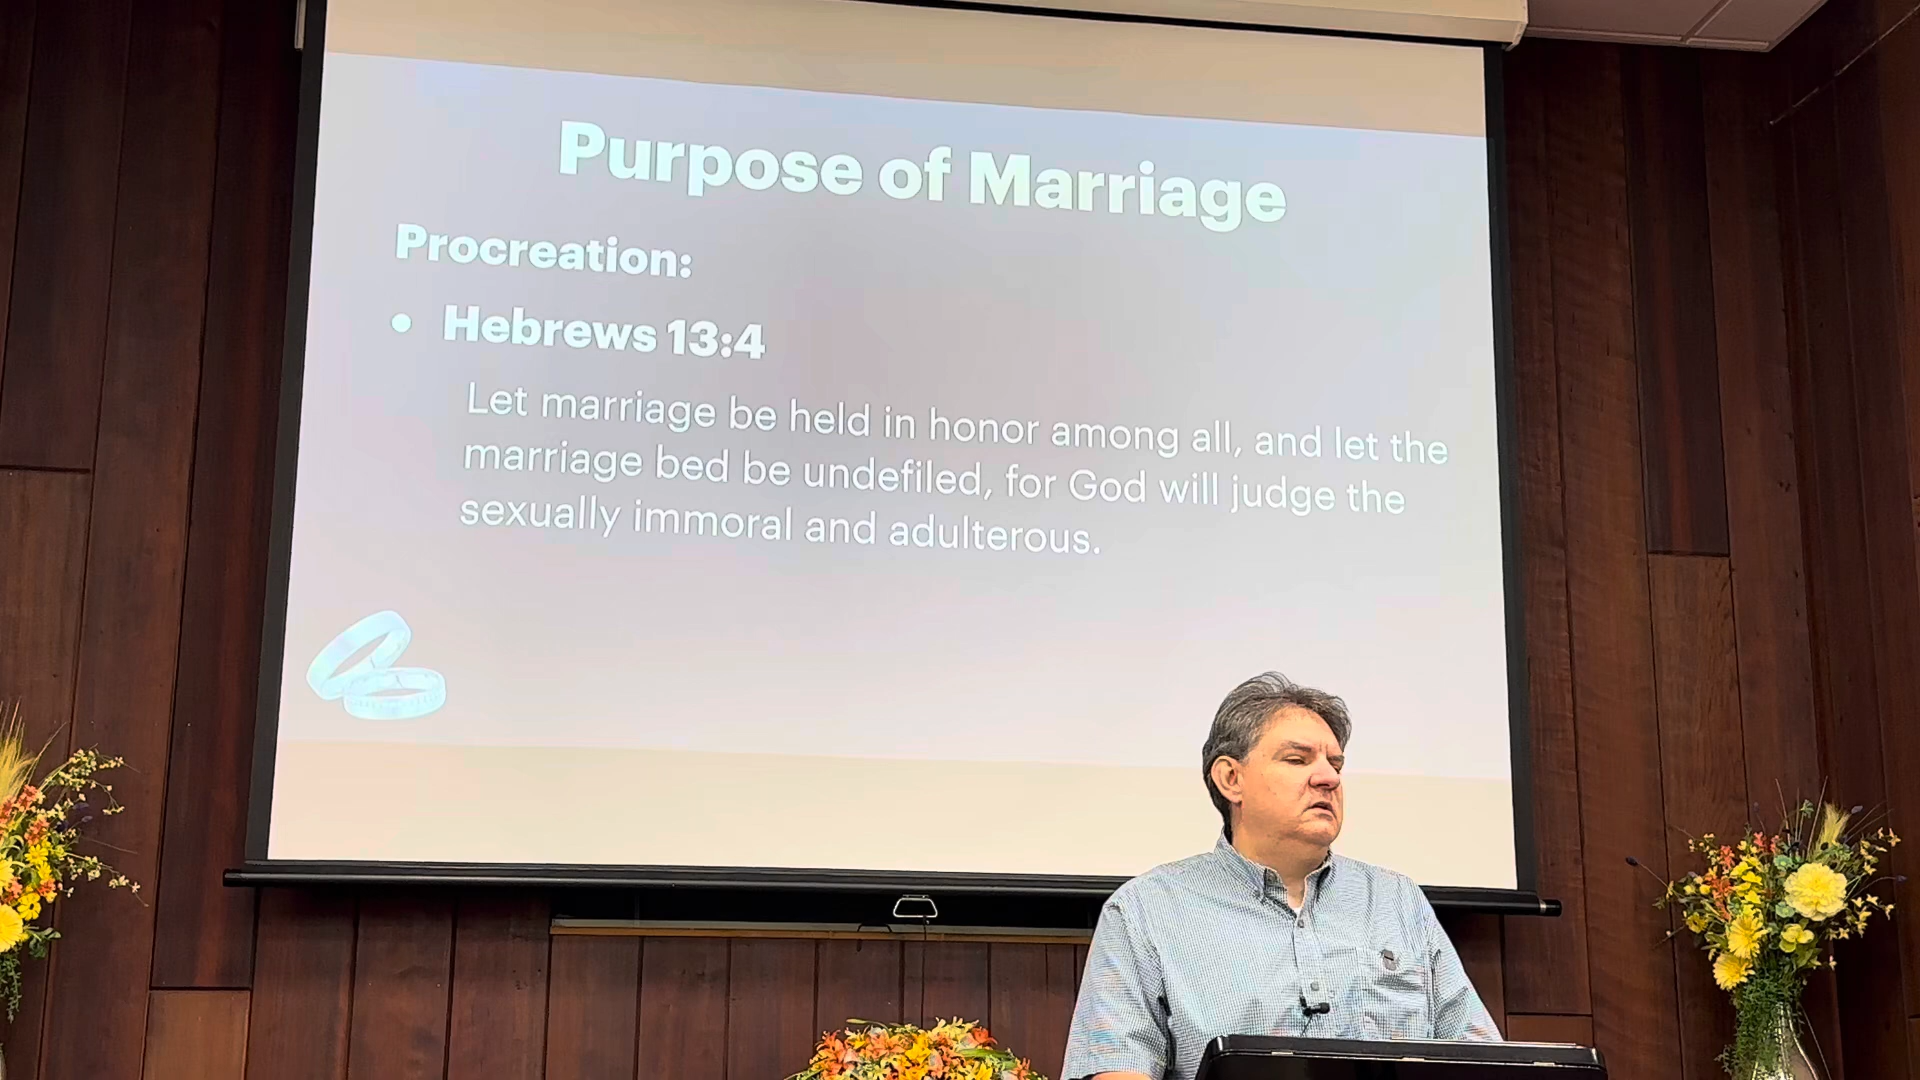 Purpose of Marriage
Procreation:
• Hebrews 13:4
Let marriage be held in honor among all, and let the
marriage bed be undefiled, for God will judge the
sexually immoral and adulterous.